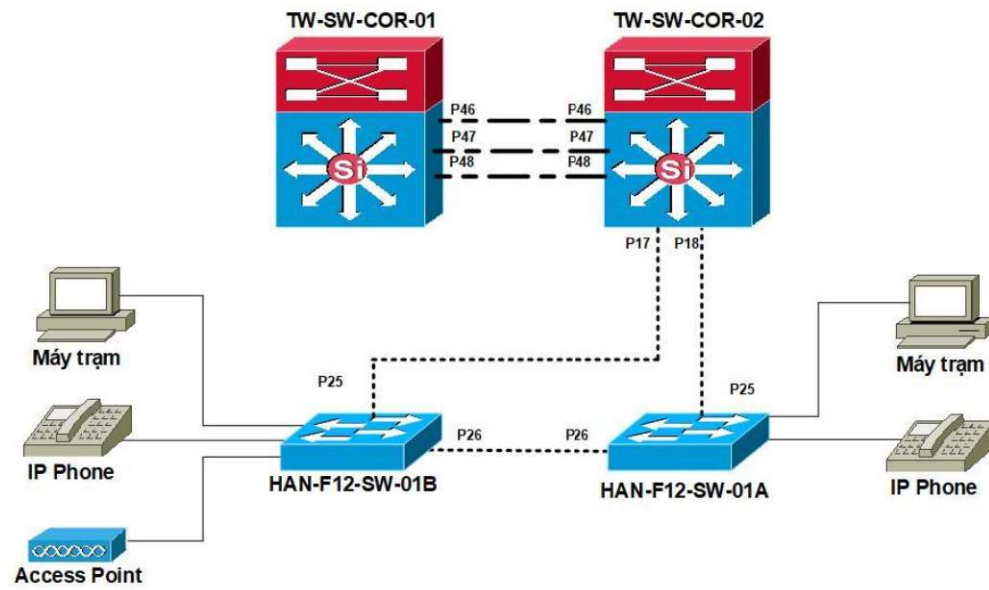 TW-SW-COR-01
TW-SW-COR-02
P46
P46
P47
P47
P48
P48
Si
Si
P17
P18
Máy trạm
Máy trạm
P25
P25
IP Phone
P26
P26
IP Phone
HAN-F12-SW-01B
HAN-F12-SW-01A
Access Point